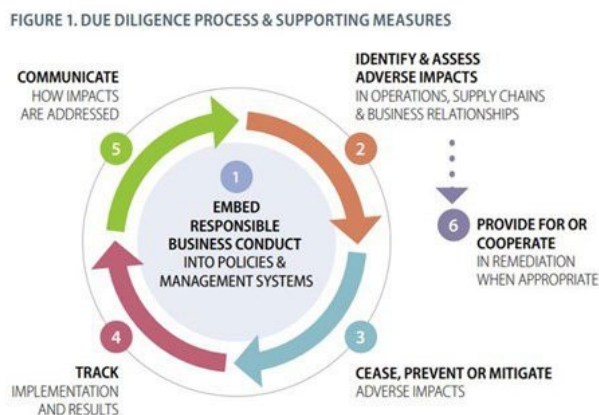 FIGURE 1. DUE DILIGENCE PROCESS & SUPPORTING MEASURES
1
EMBED
RESPONSIBLE
BUSINESS CONDUCT
INTO POLICIES &
MANAGEMENT SYSTEMS
2
IDENTIFY & ASSESS
ADVERSE IMPACTS
IN OPERATIONS, SUPPLY CHAINS
& BUSINESS RELATIONSHIPS
3
CEASE, PREVENT OR MITIGATE
ADVERSE IMPACTS
4
TRACK
IMPLEMENTATION
AND RESULTS
5
COMMUNICATE
HOW IMPACTS
ARE ADDRESSED
6
PROVIDE FOR OR
COOPERATE
IN REMEDIATION
WHEN APPROPRIATE